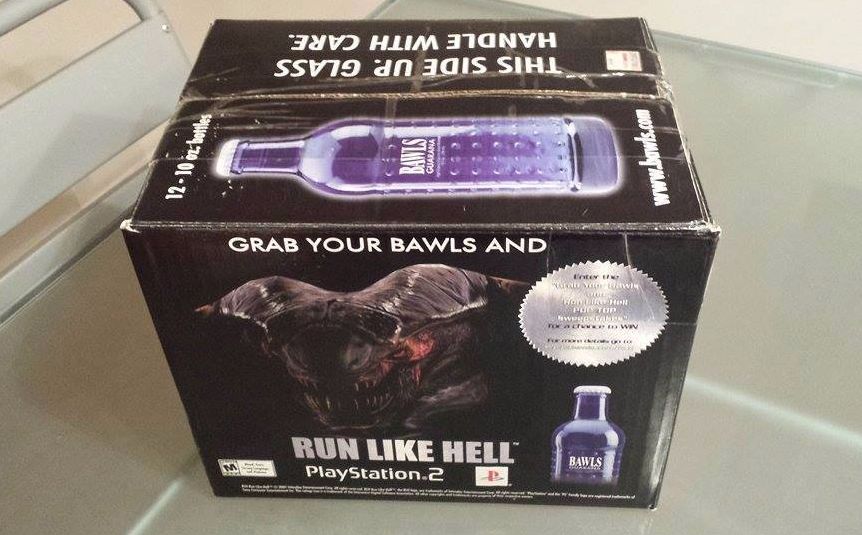 THIS SIDE UP. GLASS
HANDLE WITH CARE.
12 - 10 oz. bottles
BAWLS
GUARANA
www.bawls.com
GRAB YOUR BAWLS AND
Enter the
"Grab Your Bawls
and
Run Like Hell
POP TOP
Sweepstakes"
for a chance to WIN
For more details go to
RUN LIKE HELL™
PlayStation.2
M
BAWLS
GUARANA